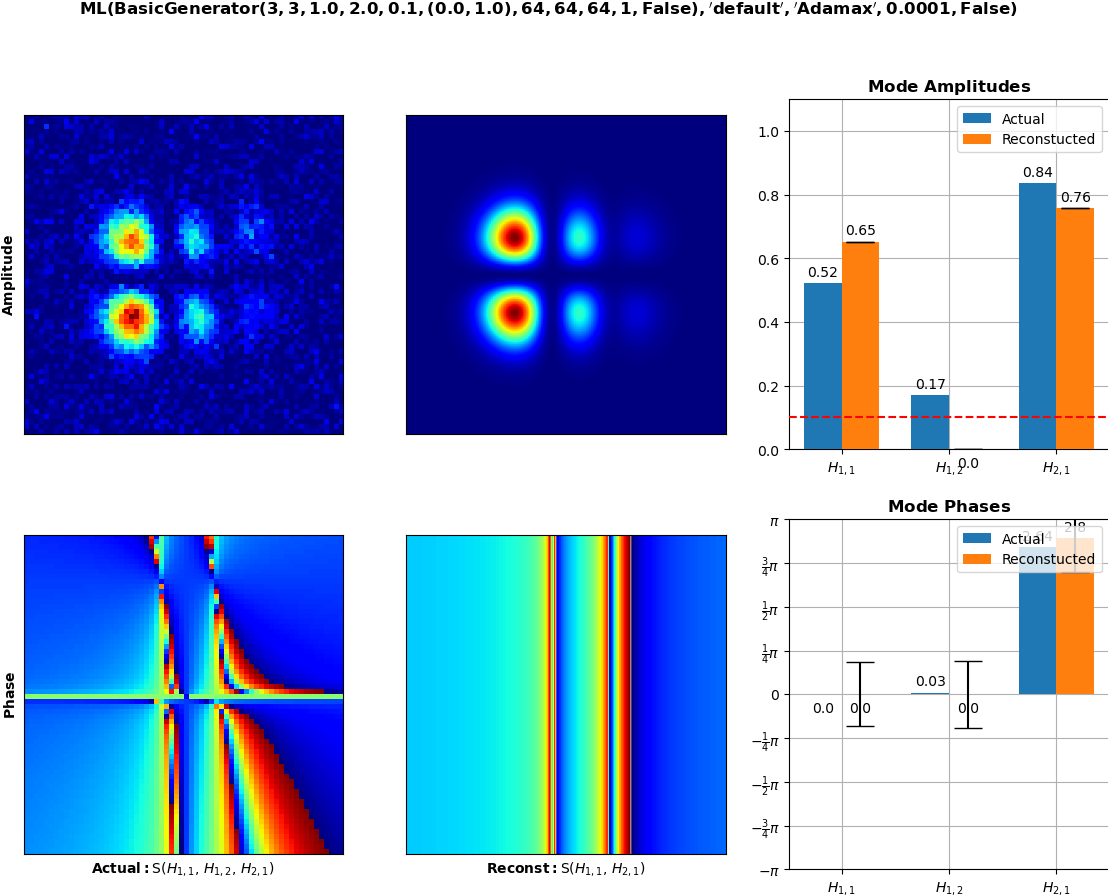 ML(BasicGenerator(3, 3, 1.0, 2.0, 0.1, (0.0, 1.0), 64, 64, 64, 1, False), ′default′, ′Adamax′, 0.0001, False)
Mode Amplitudes
Amplitude
Actual
Reconstucted
1.0
0.8
0.6
0.4
0.2
0.0
0.52
0.65
0.17
0.0
0.84
0.76
H1,1
H1,2
H2,1
Mode Phases
Phase
Actual
Reconstucted
π
3/4π
1/2π
1/4π
0
−1/4π
−1/2π
−3/4π
−π
0.0
0.0
0.03
0.0
2.8
H1,1
H1,2
H2,1
Actual: S(H1,1, H1,2, H2,1)
Reconst: S(H1,1, H2,1)